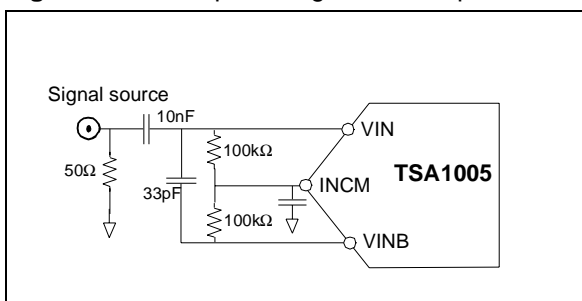 Signal source
10nF
VIN
50Ω
100kΩ
33pF
INCM
TSA1005
100kΩ
VINB